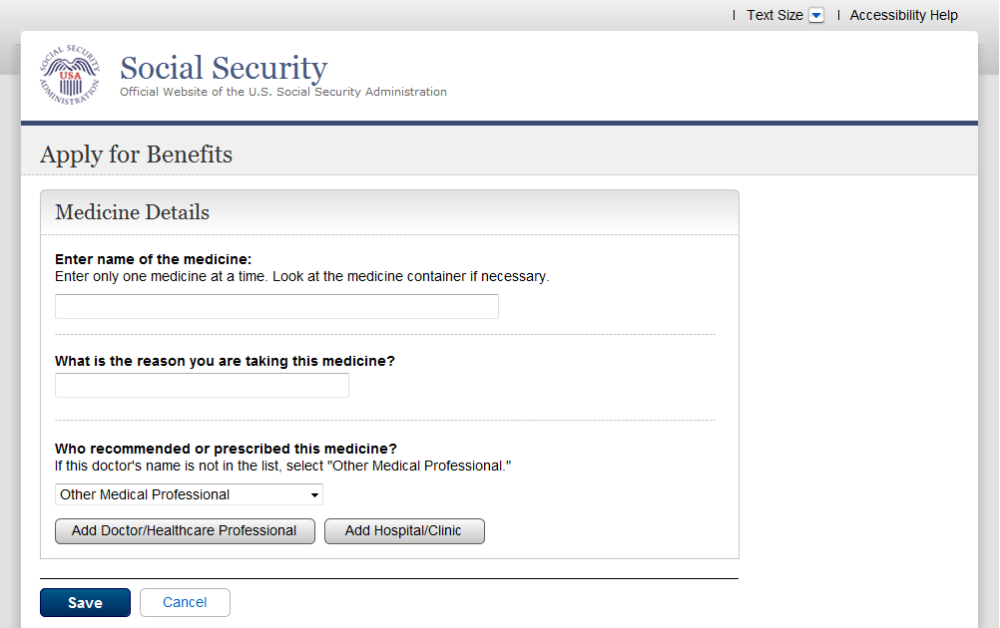 Text Size
Accessibility Help
SOCIAL SECURITY ADMINISTRATION
USA
Social Security
Official Website of the U.S. Social Security Administration
Apply for Benefits
Medicine Details
Enter name of the medicine:
Enter only one medicine at a time. Look at the medicine container if necessary.
What is the reason you are taking this medicine?
Who recommended or prescribed this medicine?
If this doctor's name is not in the list, select "Other Medical Professional."
Other Medical Professional
Add Doctor/Healthcare Professional
Add Hospital/Clinic
Save
Cancel